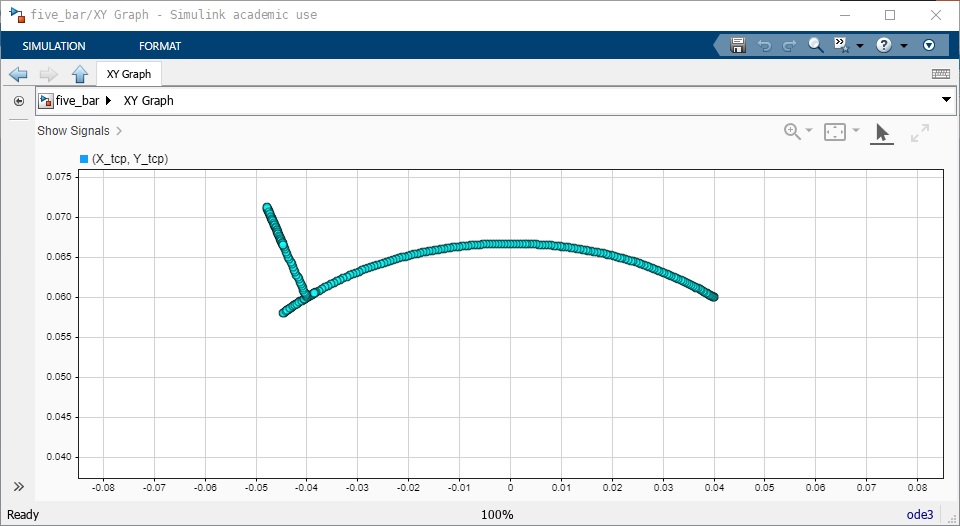 five_bar/XY Graph - Simulink academic use
SIMULATION FORMAT
XY Graph
five_bar XY Graph
Show Signals
(X_tcp, Y_tcp)
0.075
0.070
0.065
0.060
0.055
0.050
0.045
0.040
-0.08 -0.07 -0.06 -0.05 -0.04 -0.03 -0.02 -0.01 0 0.01 0.02 0.03 0.04 0.05 0.06 0.07 0.08
Ready 100% ode3